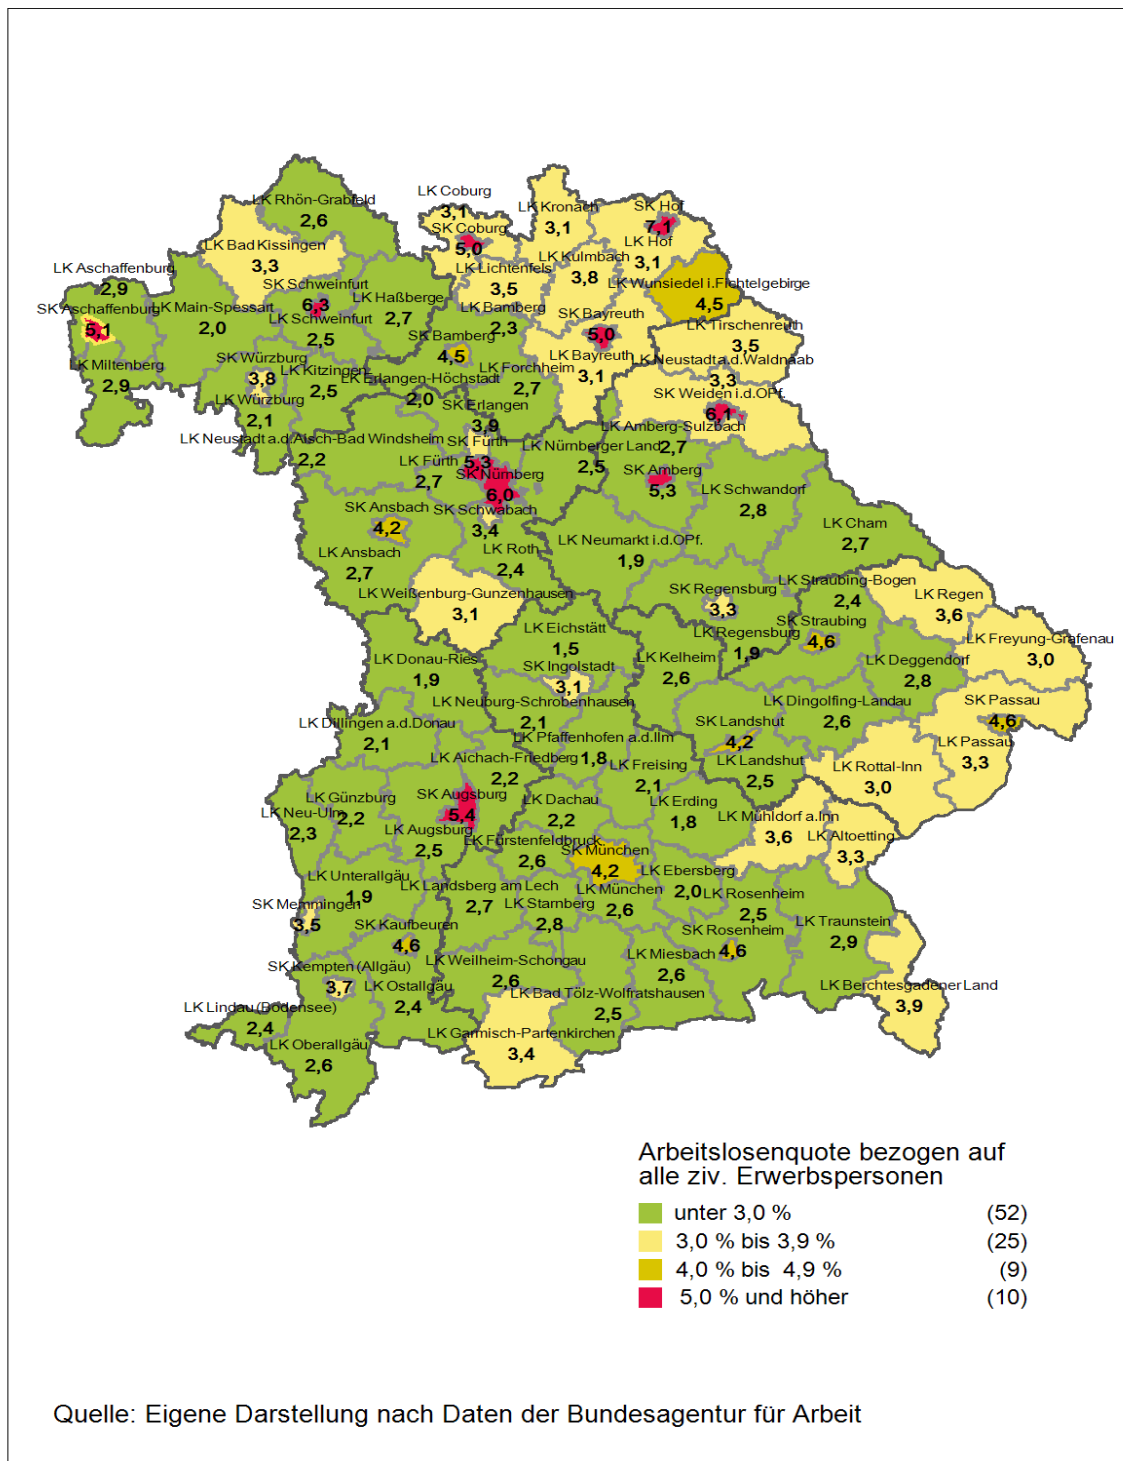 LK Rhön-Grabfeld
2,6
LK Coburg
3,1
SK Coburg
5,0
LK Kronach
3,1
SK Hof
7,1
LK Hof
3,1
LK Bad Kissingen
3,3
LK Kulmbach
3,8
LK Lichtenfels
3,5
LK Wunsiedel i.Fichtelgebirge
4,5
LK Aschaffenburg
2,9
SK Aschaffenburg
5,1
LK Main-Spessart
2,0
SK Schweinfurt
6,3
LK Schweinfurt
2,5
LK Haßberge
2,7
LK Bamberg
2,3
SK Bamberg
4,5
SK Bayreuth
5,0
LK Bayreuth
3,1
LK Tirschenreuth
3,5
LK Miltenberg
2,9
SK Würzburg
3,8
LK Würzburg
2,1
LK Kitzingen
2,5
LK Erlangen-Höchstadt
2,0
LK Forchheim
2,7
LK Neustadt a.d.Waldnaab
3,3
SK Weiden i.d.OPf.
6,1
SK Erlangen
3,9
LK Neustadt a.d.Aisch-Bad Windsheim
2,2
SK Fürth
5,3
LK Fürth
2,7
SK Nürnberg
6,0
LK Nürnberger Land
2,5
LK Amberg-Sulzbach
2,7
SK Amberg
5,3
LK Schwandorf
2,8
SK Ansbach
4,2
LK Ansbach
2,7
SK Schwabach
3,4
LK Roth
2,4
LK Neumarkt i.d.OPf.
1,9
LK Cham
2,7
LK Weißenburg-Gunzenhausen
3,1
SK Regensburg
3,3
LK Regensburg
1,9
LK Straubing-Bogen
2,4
SK Straubing
4,6
LK Regen
3,6
LK Freyung-Grafenau
3,0
LK Eichstätt
1,5
SK Ingolstadt
3,1
LK Donau-Ries
1,9
LK Kelheim
2,6
LK Deggendorf
2,8
LK Neuburg-Schrobenhausen
2,1
LK Dingolfing-Landau
2,6
SK Passau
4,6
LK Passau
3,3
LK Dillingen a.d.Donau
2,1
LK Pfaffenhofen a.d.Ilm
1,8
SK Landshut
4,2
LK Landshut
2,5
LK Rottal-Inn
3,0
LK Aichach-Friedberg
2,2
LK Freising
2,1
LK Günzburg
2,2
LK Neu-Ulm
2,3
SK Augsburg
5,4
LK Augsburg
2,5
LK Dachau
2,2
LK Erding
1,8
LK Mühldorf a.Inn
3,6
LK Altoetting
3,3
LK Fürstenfeldbruck
2,6
SK München
4,2
LK München
2,6
LK Ebersberg
2,0
LK Unterallgäu
1,9
SK Memmingen
3,5
LK Landsberg am Lech
2,7
LK Starnberg
2,8
LK Rosenheim
2,5
SK Rosenheim
4,6
LK Traunstein
2,9
SK Kaufbeuren
4,6
LK Weilheim-Schongau
2,6
LK Miesbach
2,6
SK Kempten (Allgäu)
3,7
LK Ostallgäu
2,4
LK Bad Tölz-Wolfratshausen
2,5
LK Berchtesgadener Land
3,9
LK Lindau (Bodensee)
2,4
LK Oberallgäu
2,6
LK Garmisch-Partenkirchen
3,4
Arbeitslosenquote bezogen auf
alle ziv. Erwerbspersonen
unter 3,0 % (52)
3,0 % bis 3,9 % (25)
4,0 % bis 4,9 % (9)
5,0 % und höher (10)
Quelle: Eigene Darstellung nach Daten der Bundesagentur für Arbeit